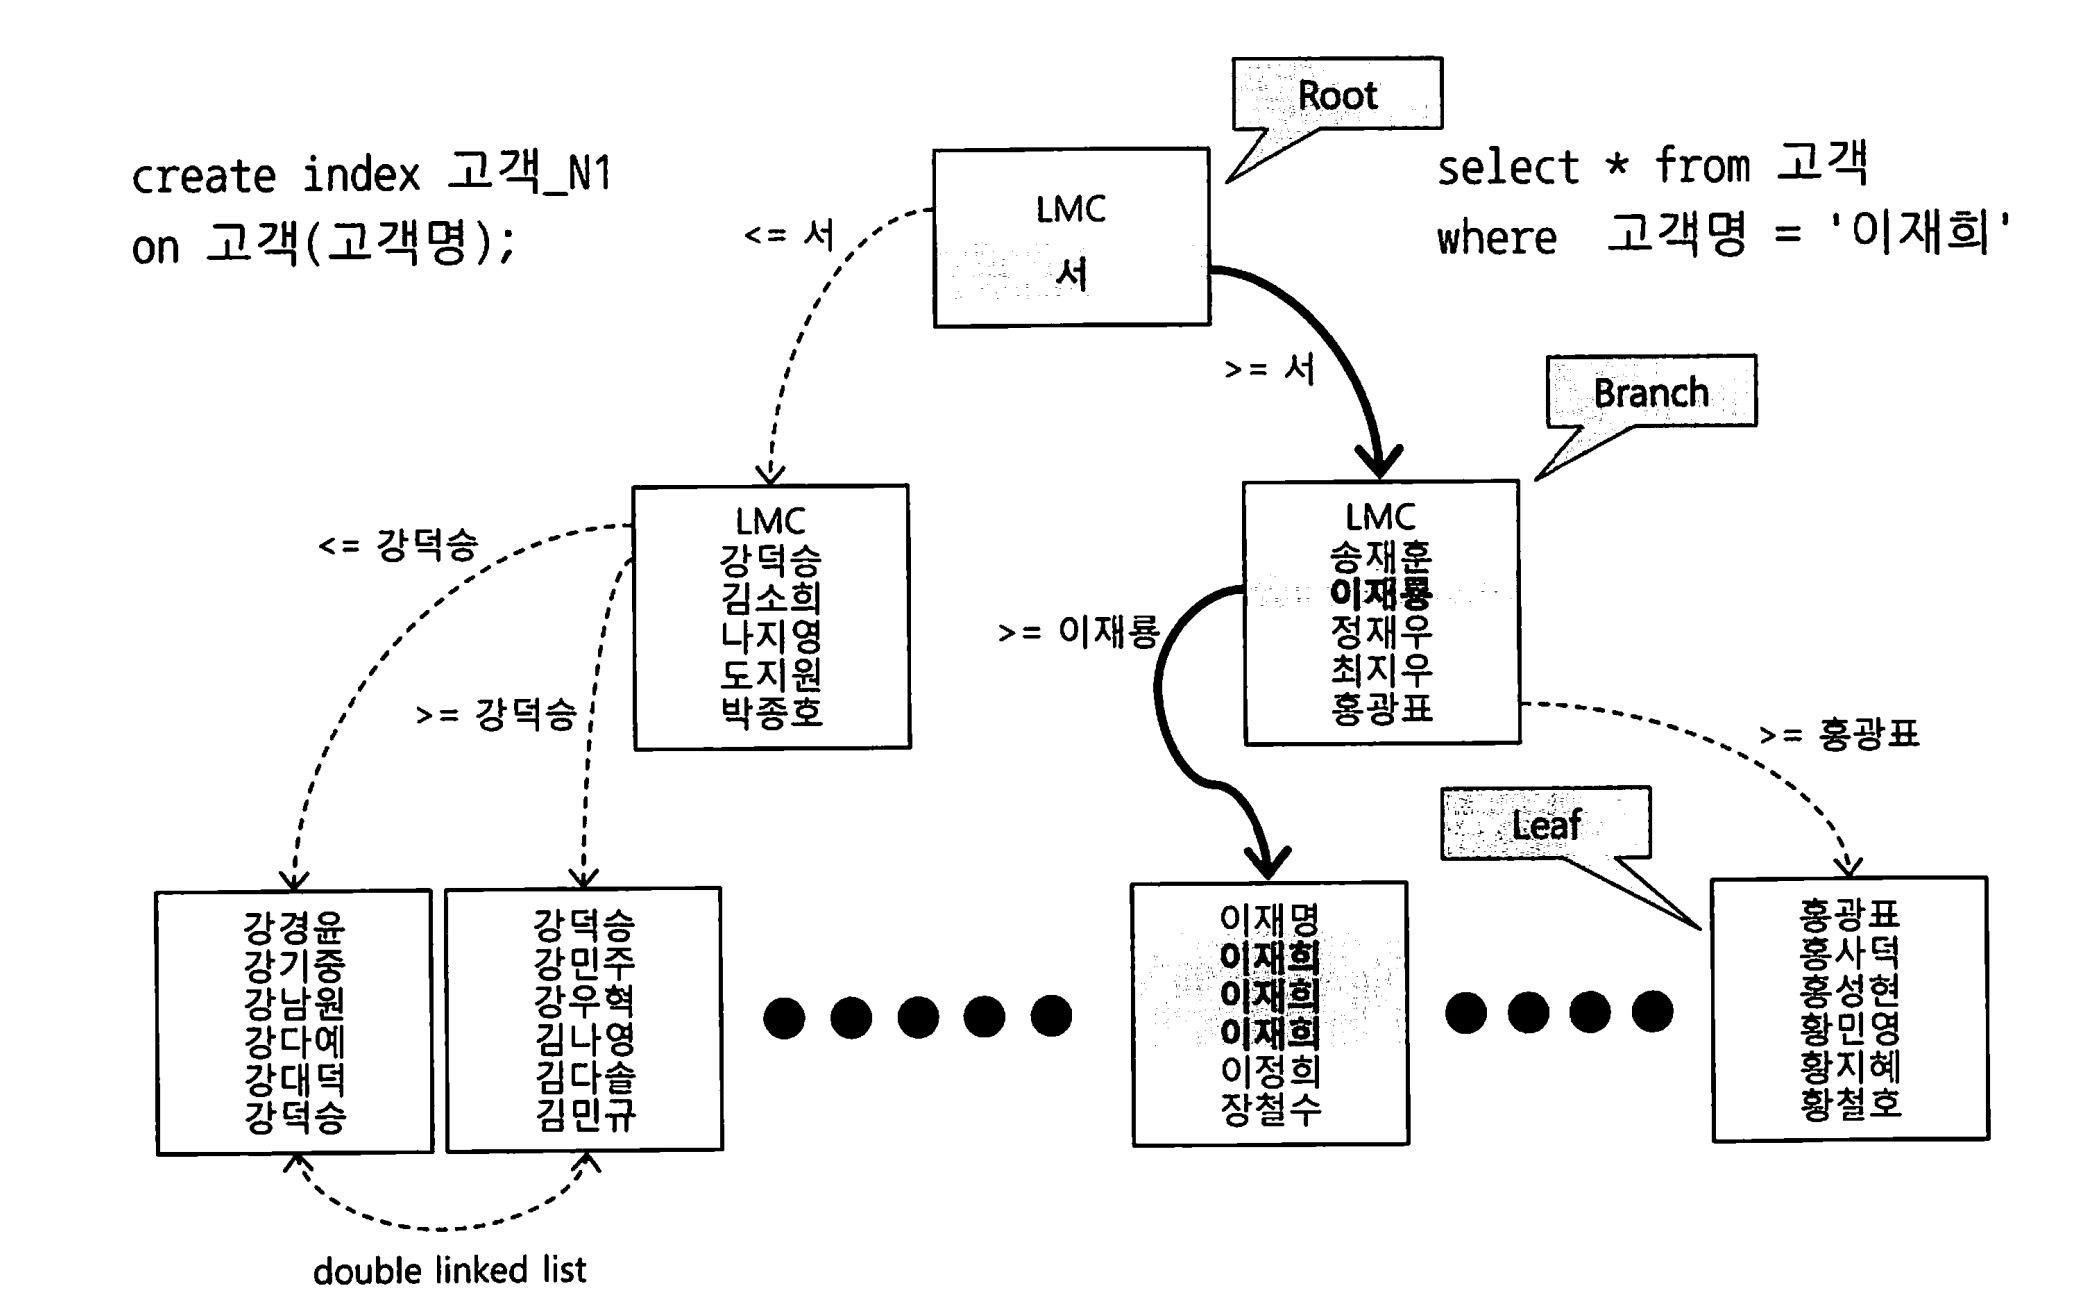 Root
create index 고객_N1
on 고객(고객명);
select * from 고객
where 고객명 = '이재희'
LMC
서
<= 서
>= 서
Branch
LMC
강덕승
김소희
나지영
도지원
박종호
LMC
송재훈
이재룡
정재우
최지우
홍광표
<= 강덕승
>= 강덕승
>= 이재룡
>= 홍광표
Leaf
강경윤
강기중
강남원
강다예
강대덕
강덕승
강덕승
강민주
강우혁
김나영
김다솔
김민규
이재명
이재희
이재희
이재희
이정희
장철수
홍광표
홍사덕
홍성현
황민영
황지혜
황철호
double linked list